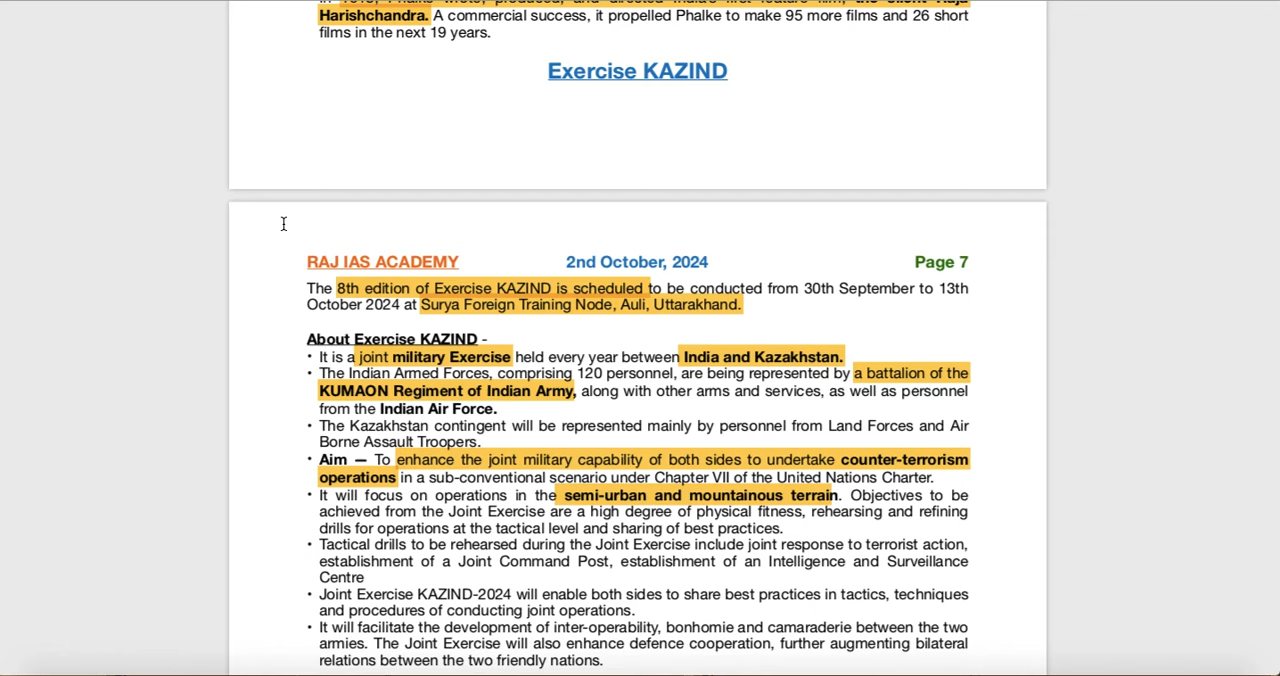 In 1913, Phalke wrote, produced, and directed India's first feature film, the silent Raja
Harishchandra. A commercial success, it propelled Phalke to make 95 more films and 26 short
films in the next 19 years.
Exercise KAZIND
RAJ IAS ACADEMY 2nd October, 2024 Page 7
The 8th edition of Exercise KAZIND is scheduled to be conducted from 30th September to 13th
October 2024 at Surya Foreign Training Node, Auli, Uttarakhand.
About Exercise KAZIND -
• It is a joint military Exercise held every year between India and Kazakhstan.
• The Indian Armed Forces, comprising 120 personnel, are being represented by a battalion of the
KUMAON Regiment of Indian Army, along with other arms and services, as well as personnel
from the Indian Air Force.
• The Kazakhstan contingent will be represented mainly by personnel from Land Forces and Air
Borne Assault Troopers.
• Aim — To enhance the joint military capability of both sides to undertake counter-terrorism
operations in a sub-conventional scenario under Chapter VII of the United Nations Charter.
• It will focus on operations in the semi-urban and mountainous terrain. Objectives to be
achieved from the Joint Exercise are a high degree of physical fitness, rehearsing and refining
drills for operations at the tactical level and sharing of best practices.
• Tactical drills to be rehearsed during the Joint Exercise include joint response to terrorist action,
establishment of a Joint Command Post, establishment of an Intelligence and Surveillance
Centre
• Joint Exercise KAZIND-2024 will enable both sides to share best practices in tactics, techniques
and procedures of conducting joint operations.
• It will facilitate the development of inter-operability, bonhomie and camaraderie between the two
armies. The Joint Exercise will also enhance defence cooperation, further augmenting bilateral
relations between the two friendly nations.